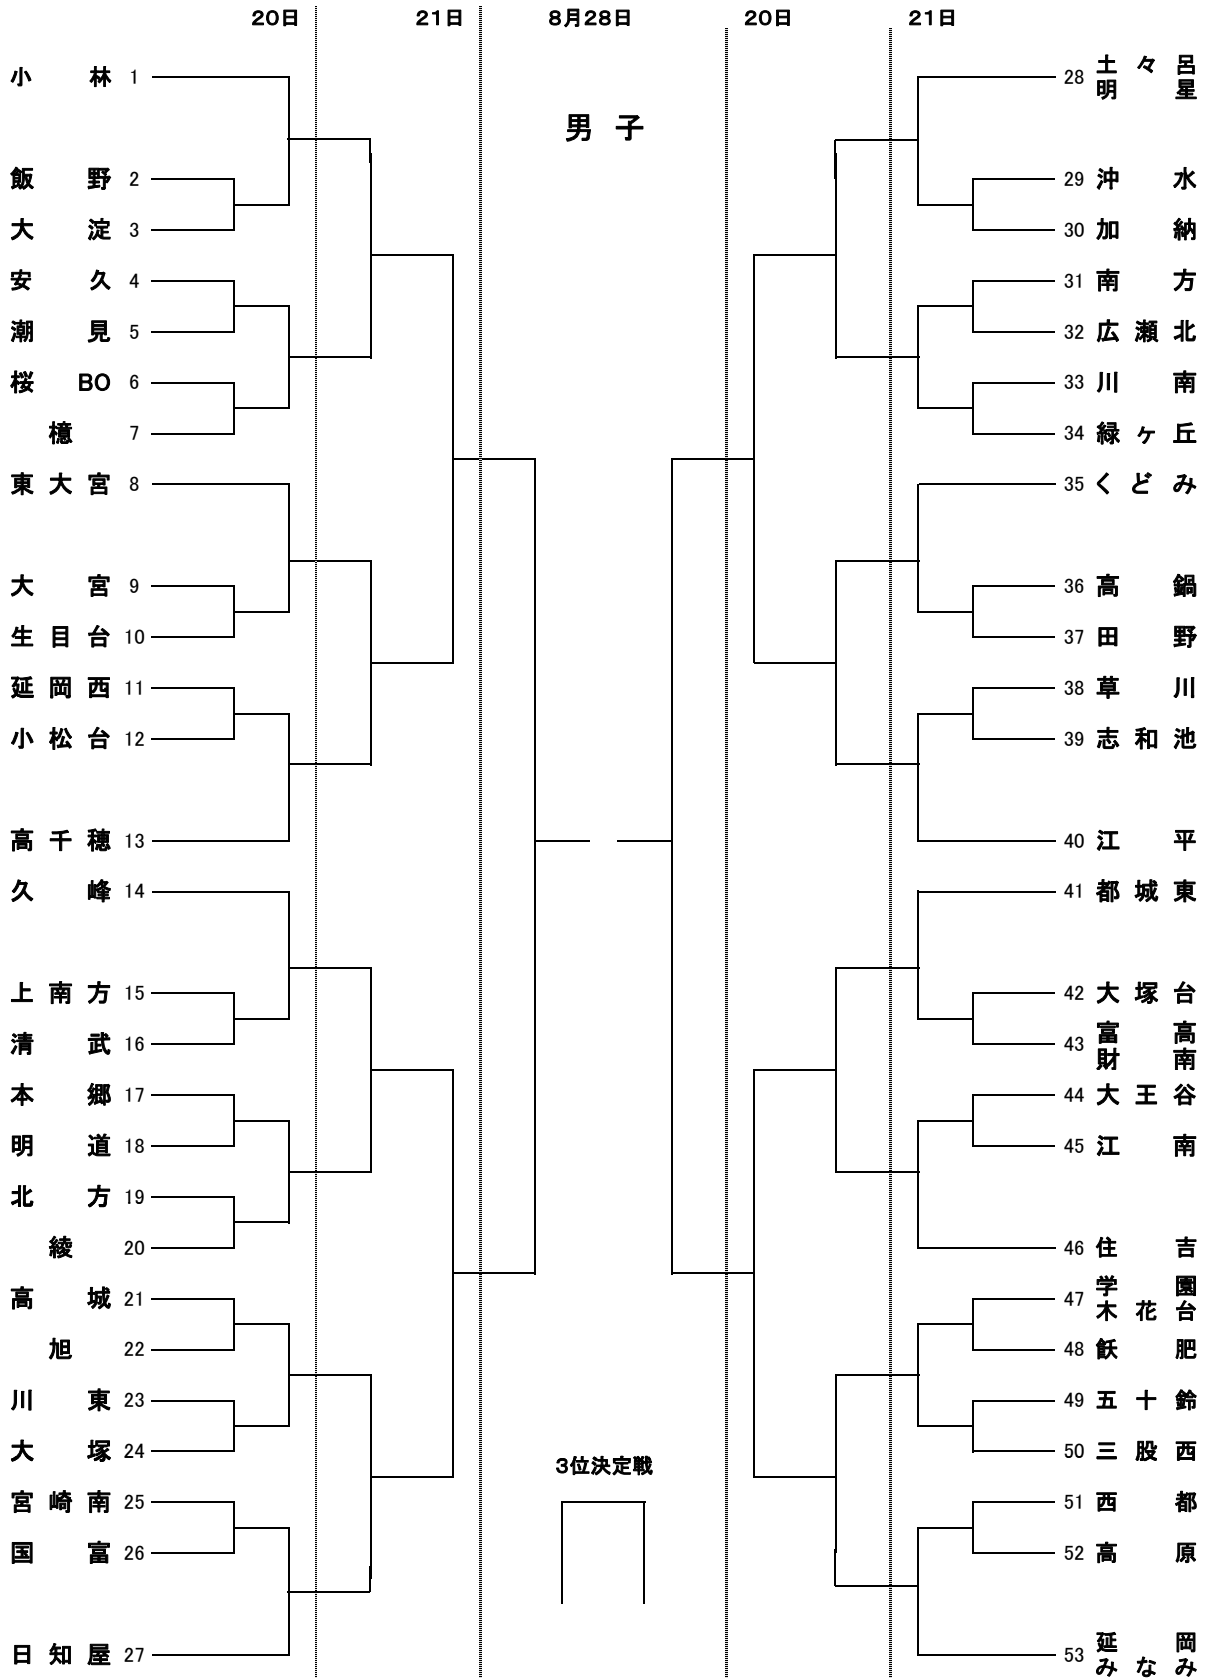 20日 21日 8月28日 20日 21日
男子
小林 1
飯野 2
大淀 3
安久 4
潮見 5
桜BO 6
檍 7
東大宮 8
大宮 9
生目台 10
延岡西 11
小松台 12
高千穂 13
久峰 14
上南方 15
清武 16
本郷 17
明道 18
北方 19
綾 20
高城 21
旭 22
川東 23
大塚 24
宮崎南 25
国富 26
日知屋 27
28 土々呂
明星
29 沖水
30 加納
31 南方
32 広瀬北
33 川南
34 緑ヶ丘
35 くどみ
36 高鍋
37 田野
38 草川
39 志和池
40 江平
41 都城東
42 大塚台
43 富高
財南
44 大王谷
45 江南
46 住吉
47 学園
木花台
48 飫肥
49 五十鈴
50 三股西
51 西都
52 高原
53 延岡
みなみ
3位決定戦